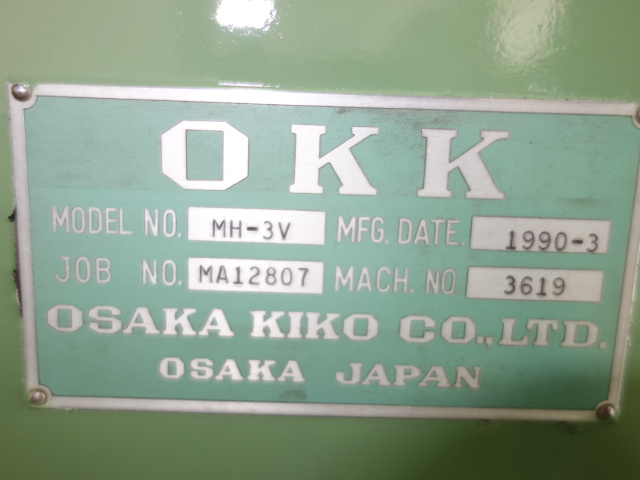 OKK
MODEL NO. MH-3V MFG. DATE. 1990-3
JOB NO. MA12807 MACH. NO. 3619
OSAKA KIKO CO.,LTD.
OSAKA JAPAN